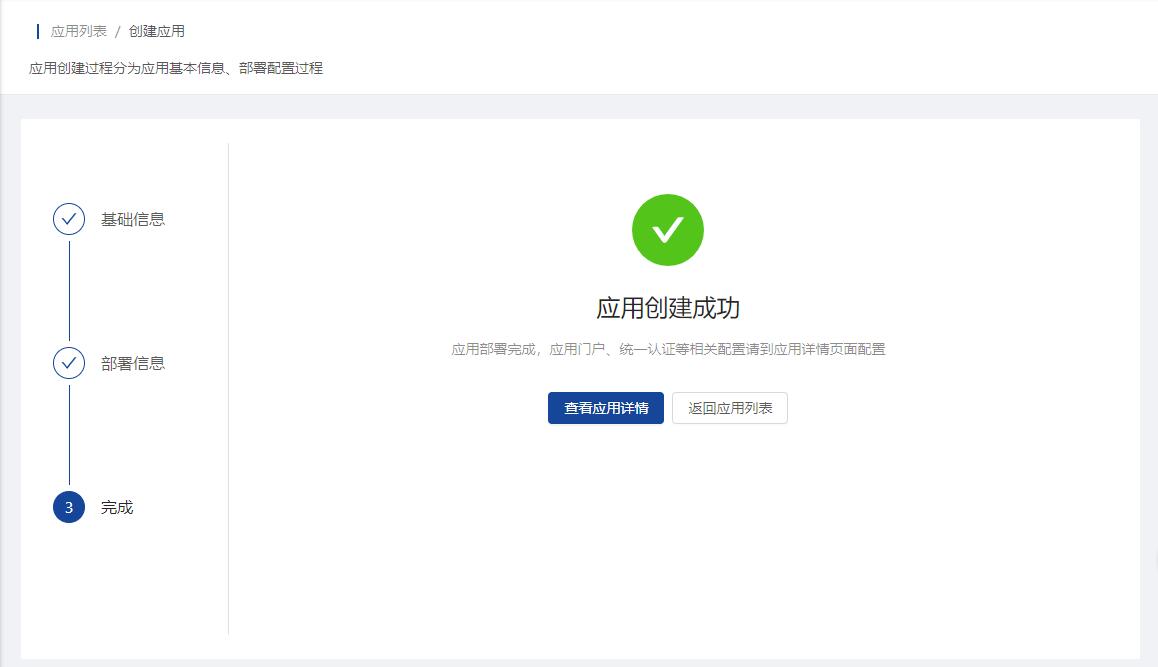 应用列表 / 创建应用
应用创建过程分为应用基本信息、部署配置过程
基础信息
部署信息
3 完成
应用创建成功
应用部署完成，应用门户、统一认证等相关配置请到应用详情页面配置
查看应用详情 返回应用列表